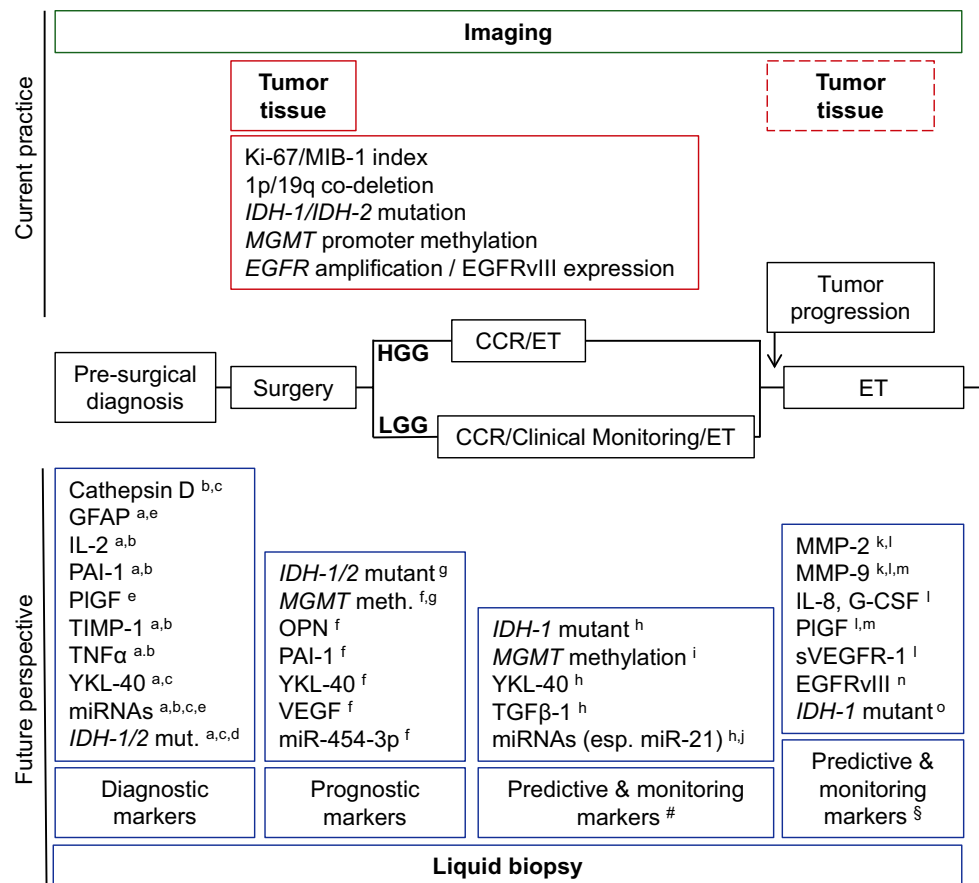 Imaging
Current practice
Tumor
tissue
Tumor
tissue
Ki-67/MIB-1 index
1p/19q co-deletion
IDH-1/IDH-2 mutation
MGMT promoter methylation
EGFR amplification / EGFRvIII expression
Tumor
progression
Pre-surgical
diagnosis
Surgery
HGG
CCR/ET
LGG
CCR/Clinical Monitoring/ET
ET
Future perspective
Cathepsin D b,c
GFAP a,e
IL-2 a,b
PAI-1 a,b
PlGF e
TIMP-1 a,b
TNFα a.b
YKL-40 a,c
miRNAs a,b,c,e
IDH-1/2 mut. a,c,d
Diagnostic
markers
IDH-1/2 mutant g
MGMT meth. f,g
OPN f
PAI-1 f
YKL-40 f
VEGF f
miR-454-3p f
Prognostic
markers
IDH-1 mutant h
MGMT methylation i
YKL-40 h
TGFβ-1 h
miRNAs (esp. miR-21) h,j
Predictive & monitoring
markers #
MMP-2 k,l
MMP-9 k,l,m
IL-8, G-CSF l
PlGF l,m
sVEGFR-1 l
EGFRvIII n
IDH-1 mutant o
Predictive &
monitoring
markers §
Liquid biopsy